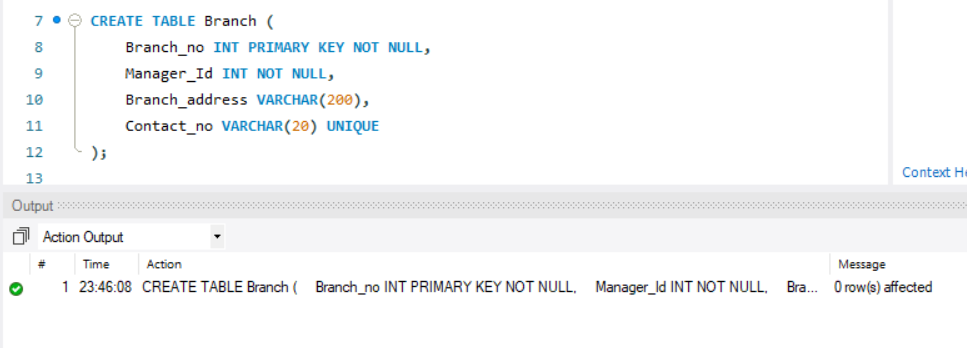 7 CREATE TABLE Branch (
8 Branch_no INT PRIMARY KEY NOT NULL,
9 Manager_Id INT NOT NULL,
10 Branch_address VARCHAR(200),
11 Contact_no VARCHAR(20) UNIQUE
12 );
13
Context He
Output
Action Output
# Time Action Message
1 23:46:08 CREATE TABLE Branch ( Branch_no INT PRIMARY KEY NOT NULL, Manager_Id INT NOT NULL, Bra... 0 row(s) affected